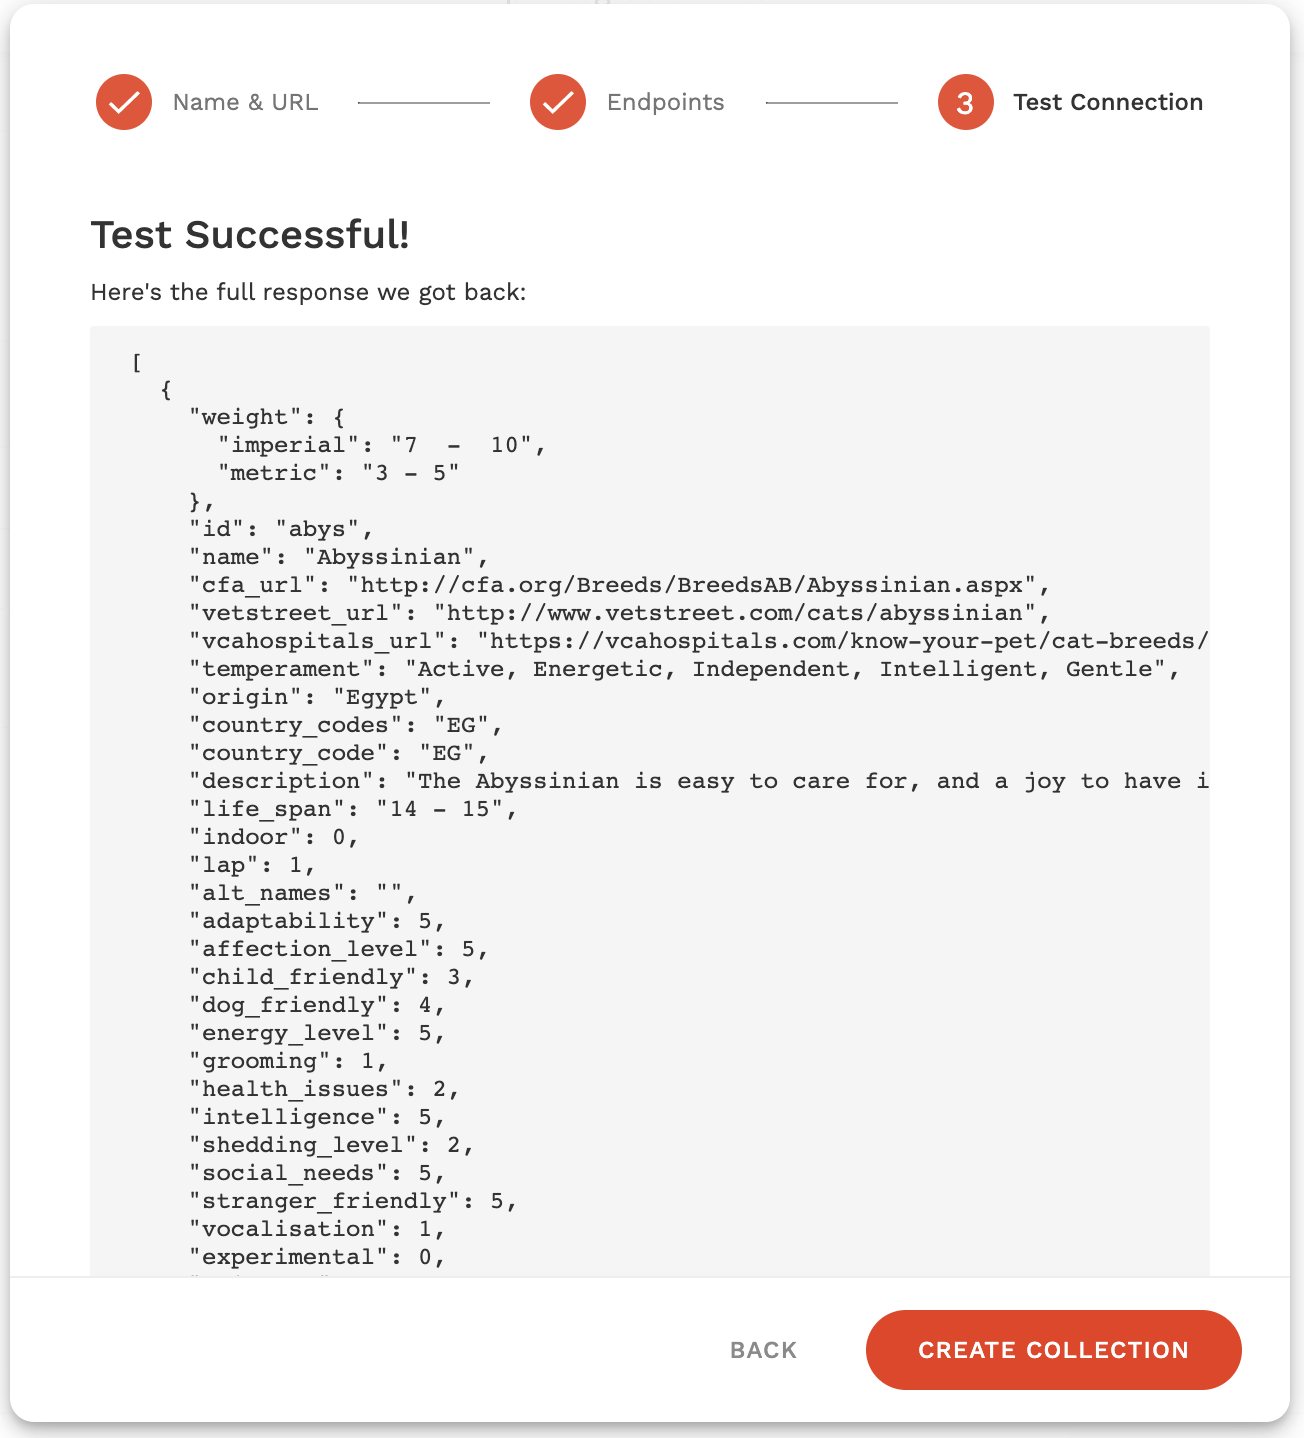 Name & URL
Endpoints
3 Test Connection
Test Successful!
Here's the full response we got back:
[
  {
    "weight": {
      "imperial": "7  -  10",
      "metric": "3 - 5"
    },
    "id": "abys",
    "name": "Abyssinian",
    "cfa_url": "http://cfa.org/Breeds/BreedsAB/Abyssinian.aspx",
    "vetstreet_url": "http://www.vetstreet.com/cats/abyssinian",
    "vcahospitals_url": "https://vcahospitals.com/know-your-pet/cat-breeds/
    "temperament": "Active, Energetic, Independent, Intelligent, Gentle",
    "origin": "Egypt",
    "country_codes": "EG",
    "country_code": "EG",
    "description": "The Abyssinian is easy to care for, and a joy to have i
    "life_span": "14 - 15",
    "indoor": 0,
    "lap": 1,
    "alt_names": "",
    "adaptability": 5,
    "affection_level": 5,
    "child_friendly": 3,
    "dog_friendly": 4,
    "energy_level": 5,
    "grooming": 1,
    "health_issues": 2,
    "intelligence": 5,
    "shedding_level": 2,
    "social_needs": 5,
    "stranger_friendly": 5,
    "vocalisation": 1,
    "experimental": 0,
BACK
CREATE COLLECTION